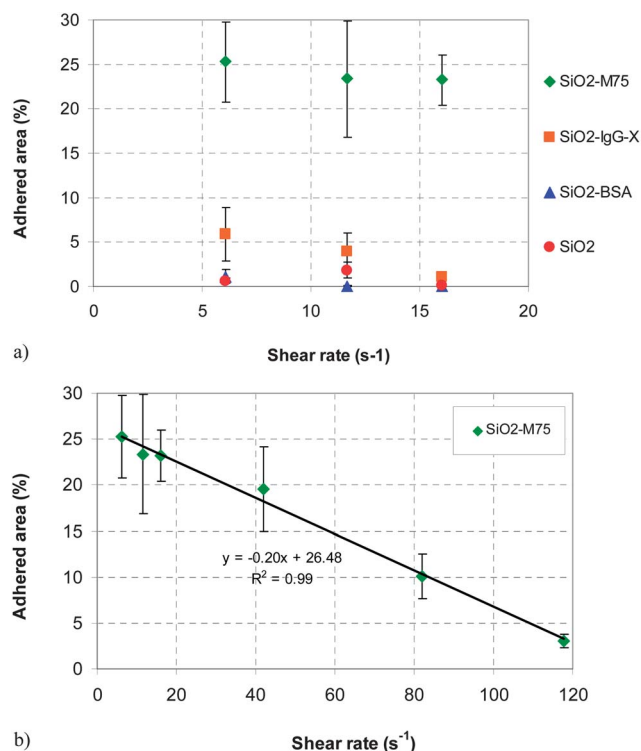 30
25
20
15
10
5
0
Adhered area (%)
0 5 10 15 20
Shear rate (s-1)
SiO2-M75
SiO2-IgG-X
SiO2-BSA
SiO2
a)
30
25
20
15
10
5
0
Adhered area (%)
SiO2-M75
y = -0.20x + 26.48
R² = 0.99
0 20 40 60 80 100 120
Shear rate (s⁻¹)
b)